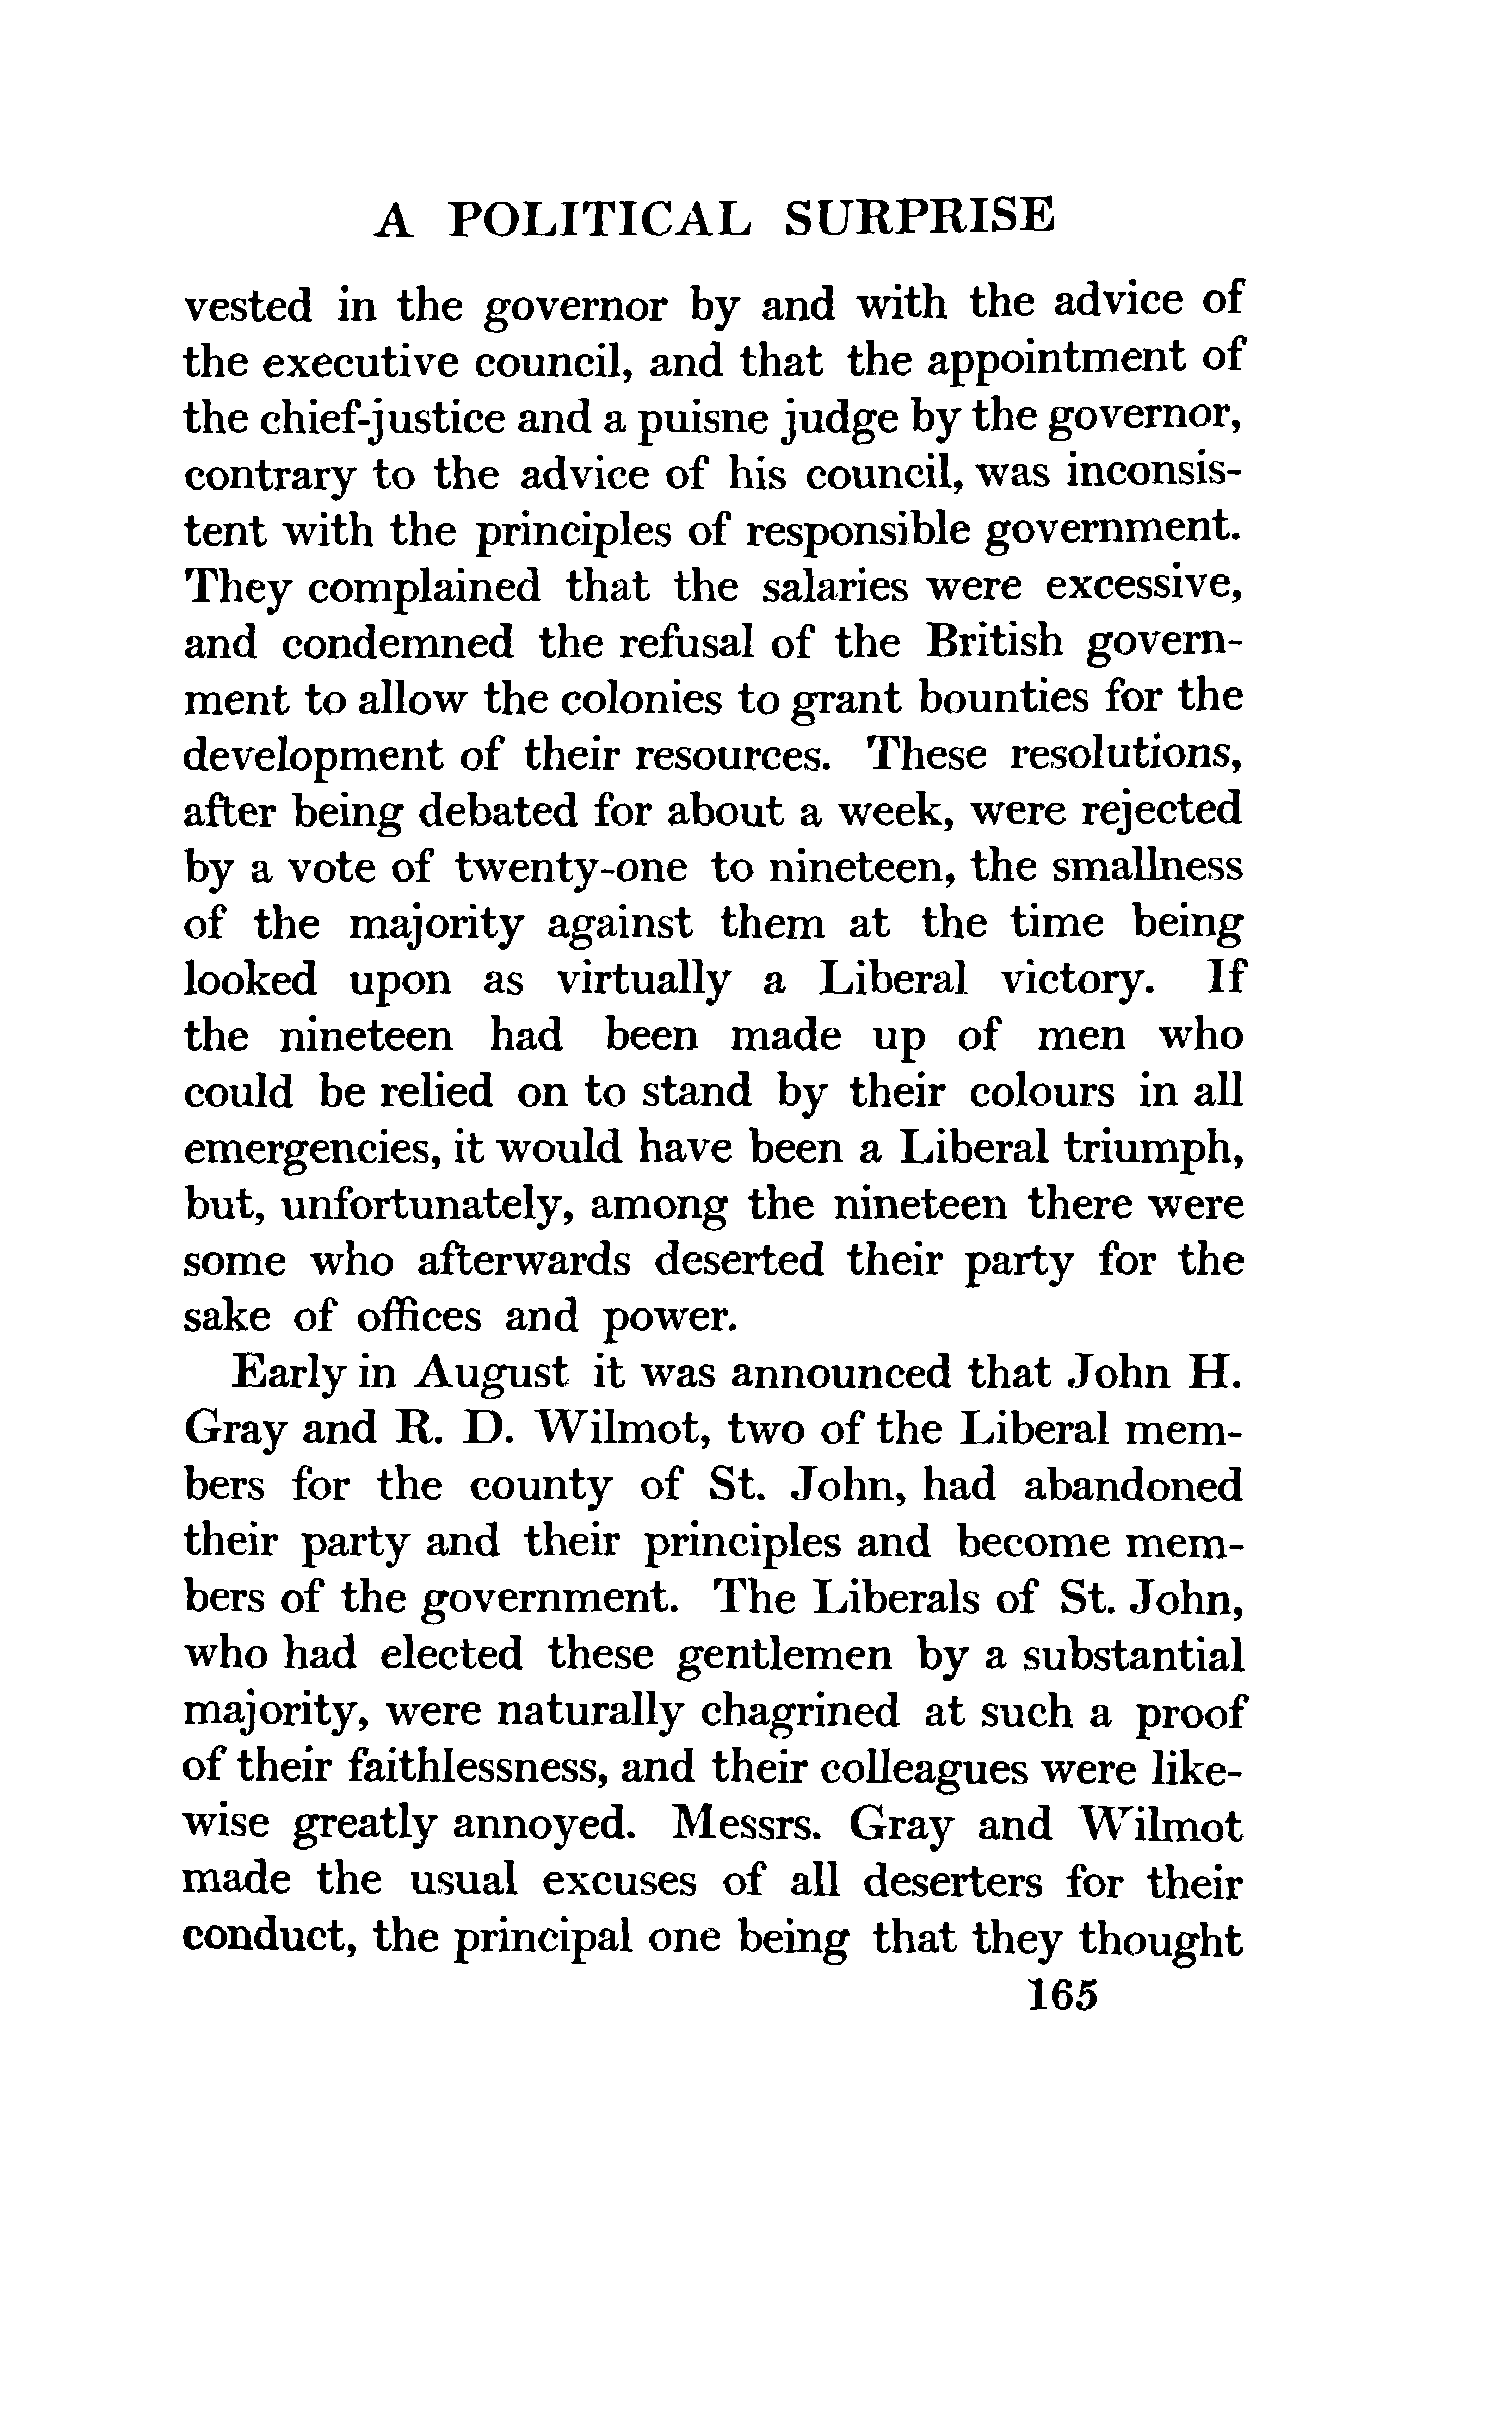 A POLITICAL SURPRISE
vested in the governor by and with the advice of
the executive council, and that the appointment of
the chief-justice and a puisne judge by the governor,
contrary to the advice of his council, was inconsis-
tent with the principles of responsible government.
They complained that the salaries were excessive,
and condemned the refusal of the British govern-
ment to allow the colonies to grant bounties for the
development of their resources. These resolutions,
after being debated for about a week, were rejected
by a vote of twenty-one to nineteen, the smallness
of the majority against them at the time being
looked upon as virtually a Liberal victory. If
the nineteen had been made up of men who
could be relied on to stand by their colours in all
emergencies, it would have been a Liberal triumph,
but, unfortunately, among the nineteen there were
some who afterwards deserted their party for the
sake of offices and power.
Early in August it was announced that John H.
Gray and R. D. Wilmot, two of the Liberal mem-
bers for the county of St. John, had abandoned
their party and their principles and become mem-
bers of the government. The Liberals of St. John,
who had elected these gentlemen by a substantial
majority, were naturally chagrined at such a proof
of their faithlessness, and their colleagues were like-
wise greatly annoyed. Messrs. Gray and Wilmot
made the usual excuses of all deserters for their
conduct, the principal one being that they thought
165